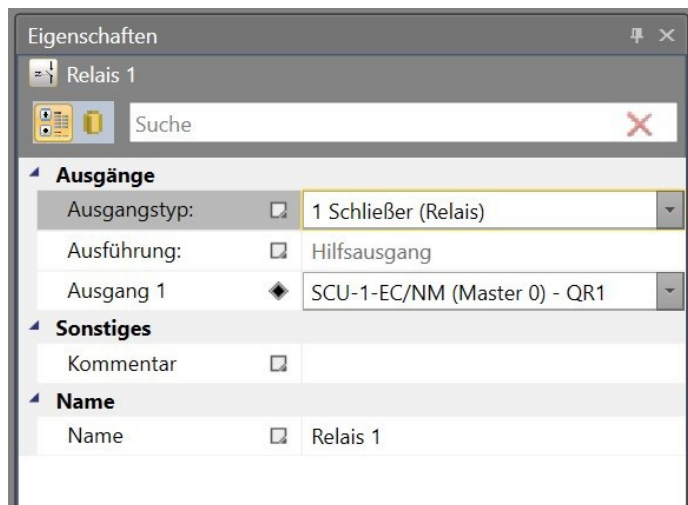 Eigenschaften
Relais 1
Suche
Ausgänge
Ausgangstyp: 1 Schließer (Relais)
Ausführung: Hilfsausgang
Ausgang 1 SCU-1-EC/NM (Master 0) - QR1
Sonstiges
Kommentar
Name
Name Relais 1